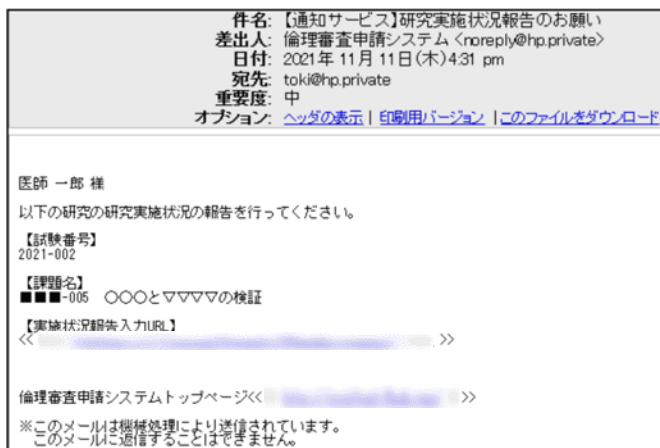 件名: 【通知サービス】研究実施状況報告のお願い
差出人: 倫理審査申請システム <noreply@hp.private>
日付: 2021年 11月 11日(木) 4:31 pm
宛先: toki@hp.private
重要度: 中
オプション: ヘッダの表示 | 印刷用バージョン | このファイルをダウンロード
医師 一郎 様
以下の研究の研究実施状況の報告を行ってください。
【試験番号】
2021-002
【課題名】
■■■-005 〇〇〇と▽▽▽▽の検証
【実施状況報告入力URL】
<< >>
倫理審査申請システムトップページ<< >>
※このメールは機械処理により送信されています。
このメールに返信することはできません。